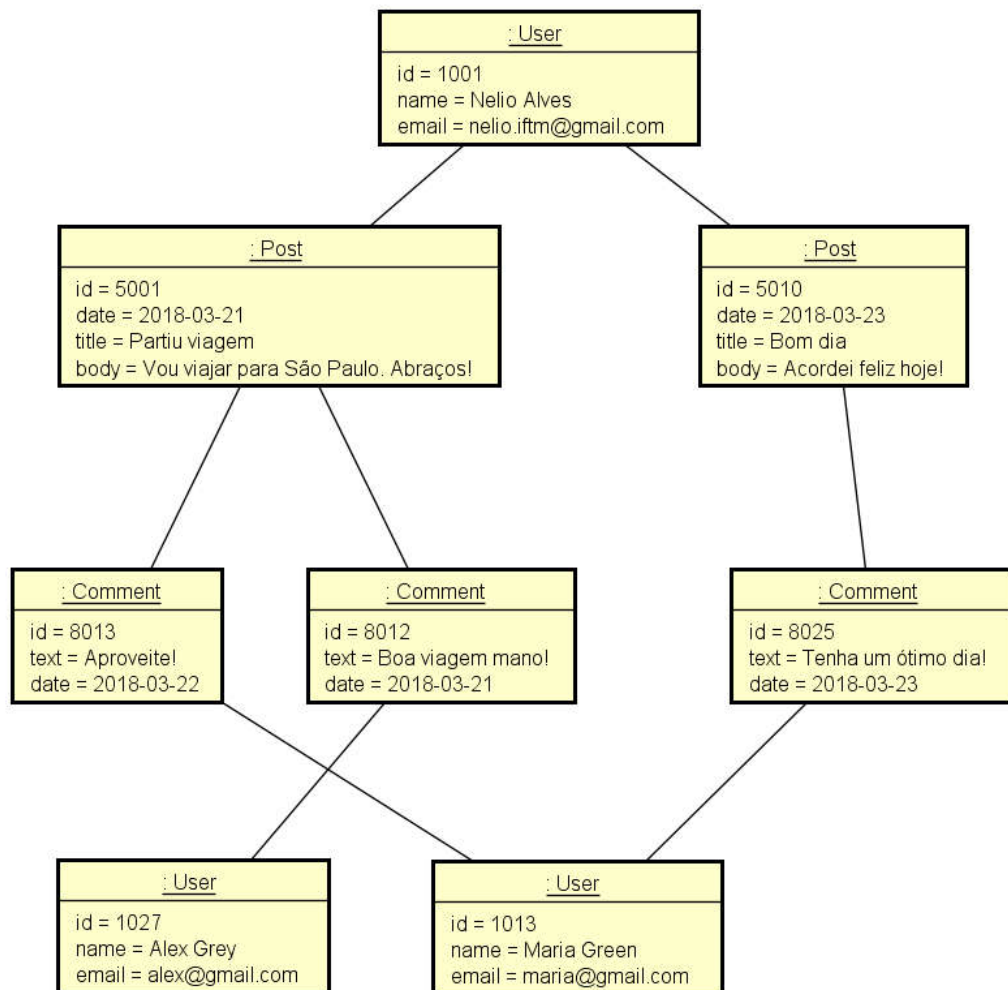 : User
id = 1001
name = Nelio Alves
email = nelio.iftm@gmail.com
: Post
id = 5001
date = 2018-03-21
title = Partiu viagem
body = Vou viajar para São Paulo. Abraços!
: Post
id = 5010
date = 2018-03-23
title = Bom dia
body = Acordei feliz hoje!
: Comment
id = 8013
text = Aproveite!
date = 2018-03-22
: Comment
id = 8012
text = Boa viagem mano!
date = 2018-03-21
: Comment
id = 8025
text = Tenha um ótimo dia!
date = 2018-03-23
: User
id = 1027
name = Alex Grey
email = alex@gmail.com
: User
id = 1013
name = Maria Green
email = maria@gmail.com